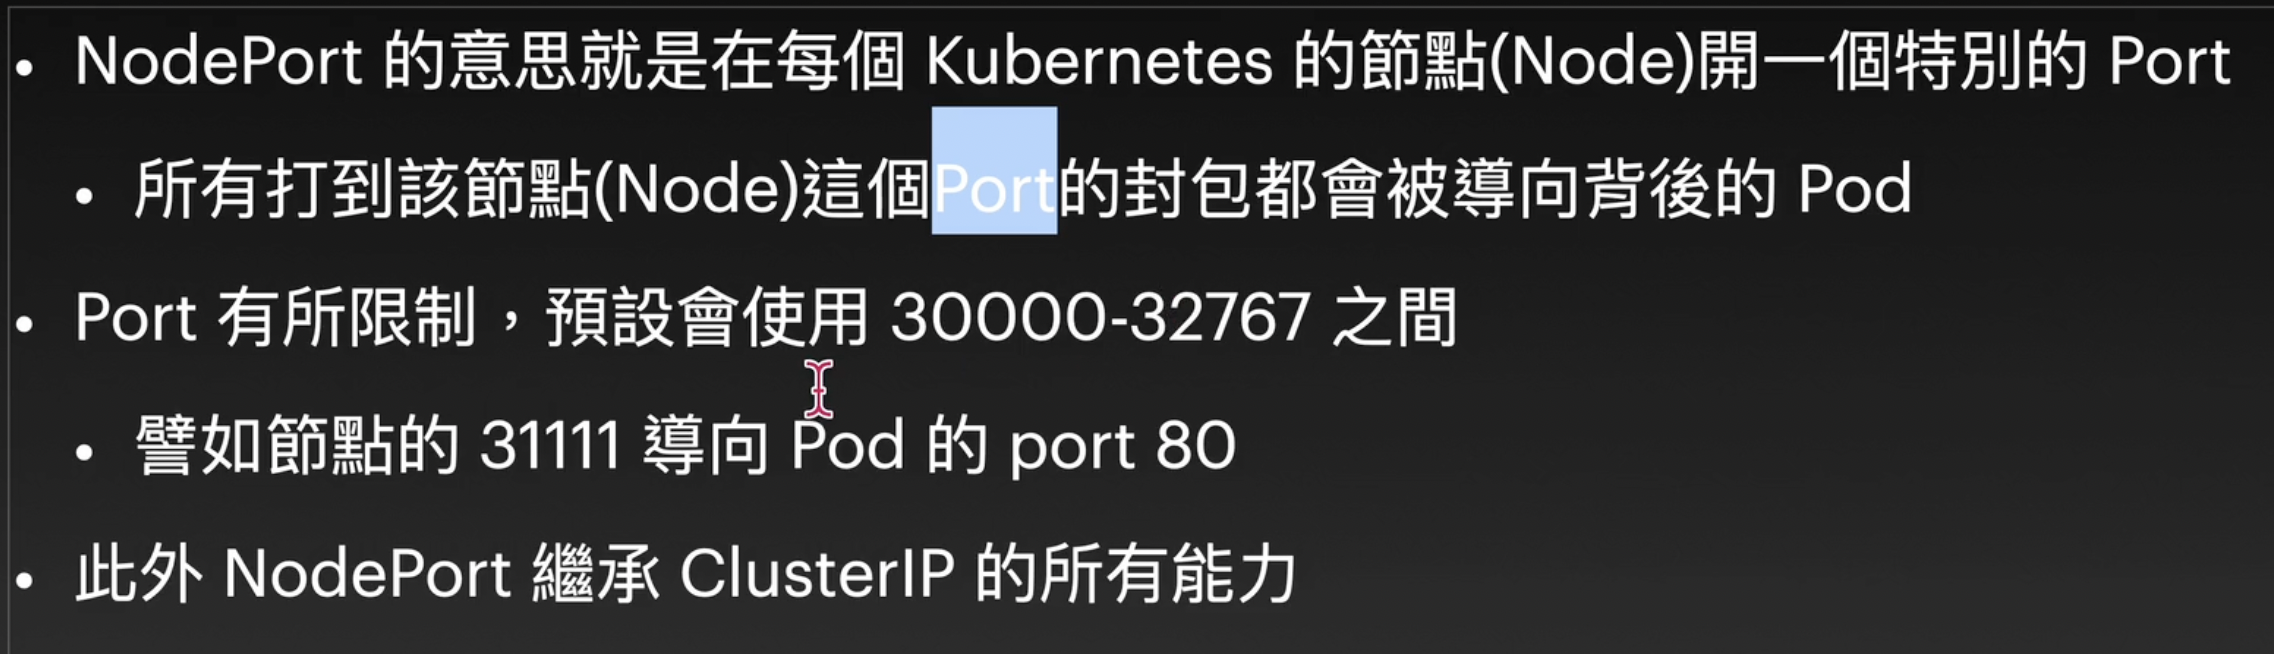 • NodePort 的意思就是在每個 Kubernetes 的節點(Node)開一個特別的 Port
• 所有打到該節點(Node)這個Port的封包都會被導向背後的 Pod
• Port 有所限制，預設會使用 30000-32767 之間
• 譬如節點的 31111 導向 Pod 的 port 80
• 此外 NodePort 繼承 ClusterIP 的所有能力